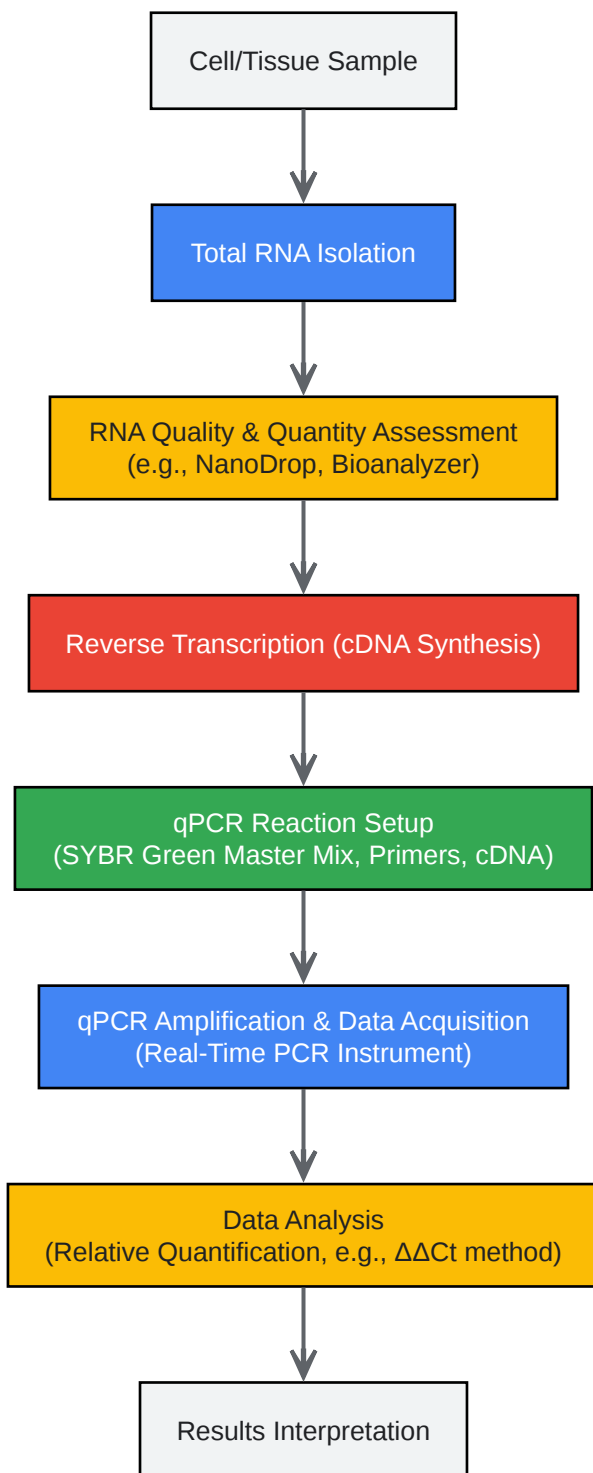 Cell/Tissue Sample
Total RNA Isolation
RNA Quality & Quantity Assessment
(e.g., NanoDrop, Bioanalyzer)
Reverse Transcription (cDNA Synthesis)
qPCR Reaction Setup
(SYBR Green Master Mix, Primers, cDNA)
qPCR Amplification & Data Acquisition
(Real-Time PCR Instrument)
Data Analysis
(Relative Quantification, e.g., ΔΔCt method)
Results Interpretation